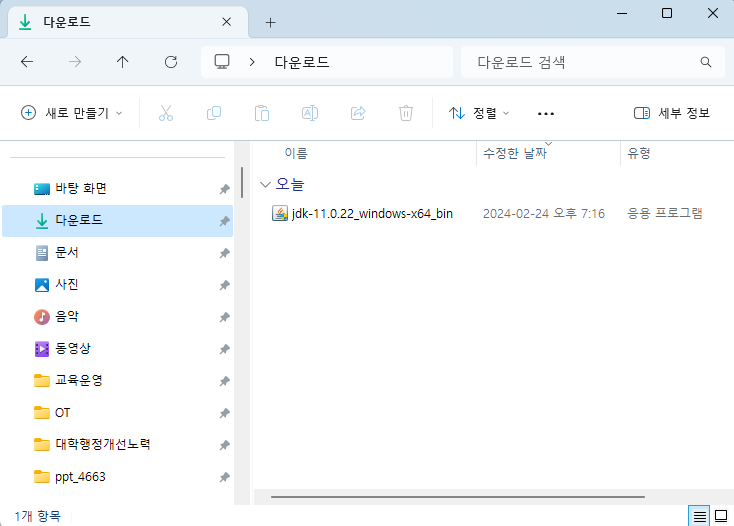 다운로드
다운로드
다운로드 검색
새로 만들기
정렬
세부 정보
이름 수정한 날짜 유형
바탕 화면
다운로드
문서
사진
음악
동영상
교육운영
OT
대학행정개선노력
ppt_4663
오늘
jdk-11.0.22_windows-x64_bin 2024-02-24 오후 7:16 응용 프로그램
1개 항목